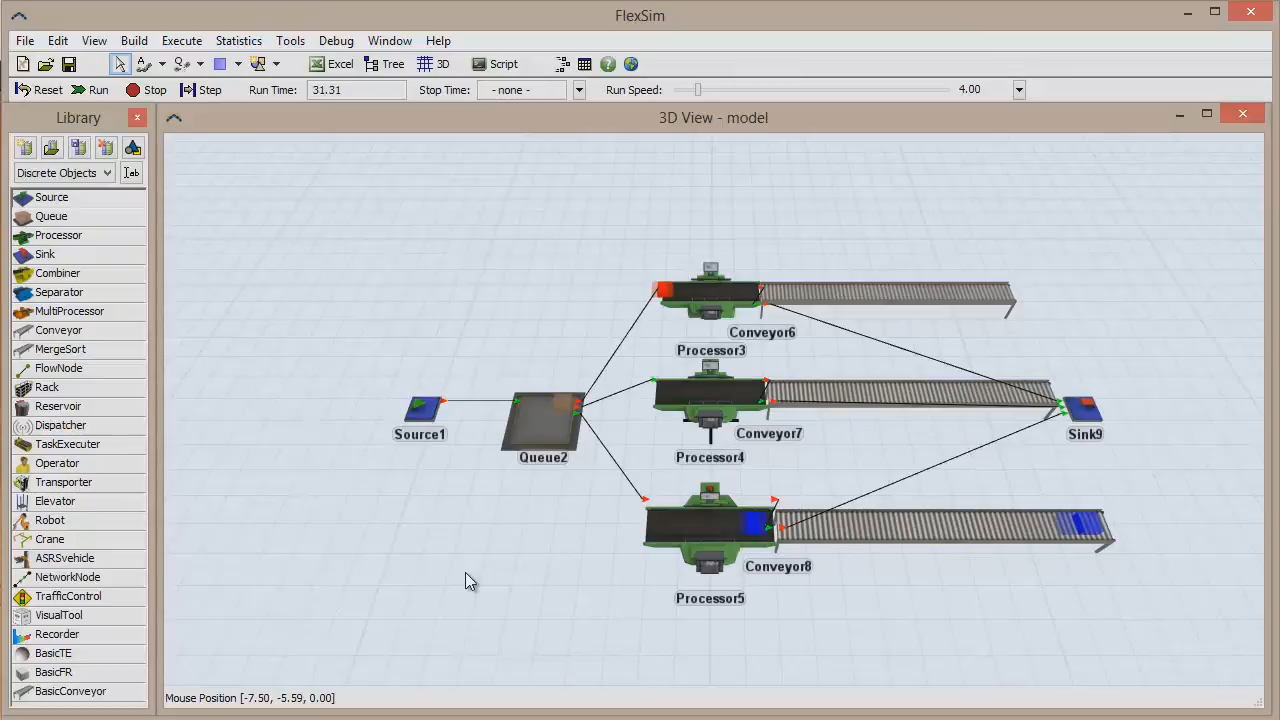 FlexSim
File Edit View Build Execute Statistics Tools Debug Window Help
Excel Tree 3D Script
Reset Run Stop Step Run Time: 31.31 Stop Time: - none - Run Speed: 4.00
Library
3D View - model
Discrete Objects
Source
Queue
Processor
Sink
Combiner
Separator
MultiProcessor
Conveyor
MergeSort
FlowNode
Rack
Reservoir
Dispatcher
TaskExecuter
Operator
Transporter
Elevator
Robot
Crane
ASRSvehicle
NetworkNode
TrafficControl
VisualTool
Recorder
BasicTE
BasicFR
BasicConveyor
Conveyor6
Processor3
Source1
Queue2
Conveyor7
Processor4
Sink9
Conveyor8
Processor5
Mouse Position [-7.50, -5.59, 0.00]